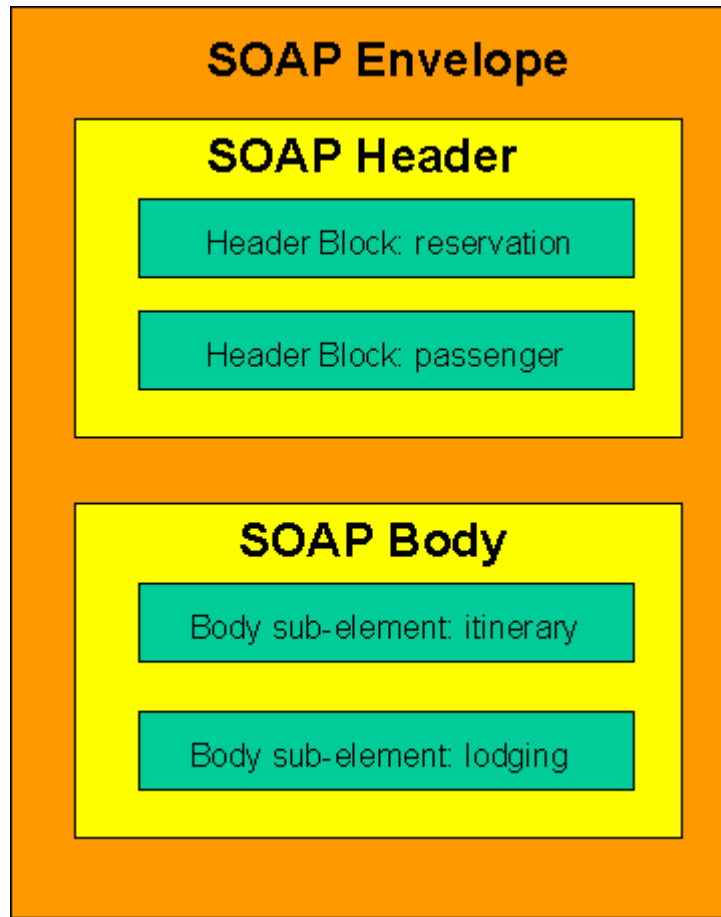 SOAP Envelope
SOAP Header
Header Block: reservation
Header Block: passenger
SOAP Body
Body sub-element: itinerary
Body sub-element: lodging